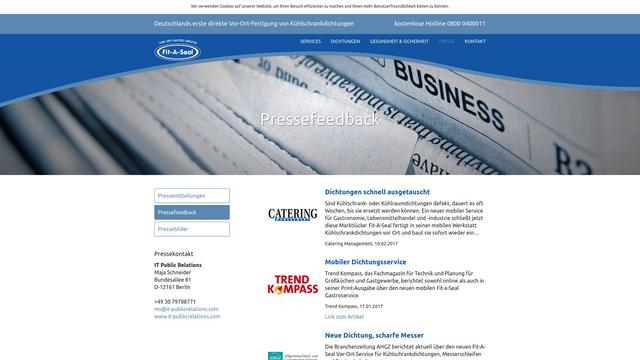 Wir verwenden Cookies auf unserer Website, um Ihren Besuch effizienter zu machen und Ihnen mehr Benutzerfreundlichkeit bieten zu können.
Deutschlands erste direkte Vor-Ort-Fertigung von Kühlschrankdichtungen
kostenlose Hotline 0800 0400011
Fit-A-Seal
SERVICES DICHTUNGEN GESUNDHEIT & SICHERHEIT PRESSE KONTAKT
BUSINESS
Pressefeedback
Pressemitteilungen
Pressefeedback
Pressebilder
Pressekontakt
IT Public Relations
Maja Schneider
Bundesallee 81
D-12161 Berlin
+49 30 79708771
ms@it-publicrelations.com
www.it-publicrelations.com
CATERING
MANAGEMENT
Dichtungen schnell ausgetauscht
Sind Kühlschrank- oder Kühlraumdichtungen defekt, dauert es oft
Wochen, bis sie ersetzt werden können. Ein neuer mobiler Service
für Gastronomie, Lebensmittelhandel und -industrie schließt jetzt
diese Marktlücke: Fit-A-Seal fertigt in seiner mobilen Werkstatt
Kühlschrankdichtungen vor Ort und baut sie sofort wieder ein…
Catering Management, 10.02.2017
TREND
KOMPASS
Mobiler Dichtungsservice
Trend Kompass, das Fachmagazin für Technik und Planung für
Großküchen und Gastgewerbe, berichtet sowohl online als auch in
seiner Print-Ausgabe über den neuen mobilen Fit-a-Seal
Gastroservice.
Trend Kompass, 17.01.2017
Link zum Artikel
AHGZ
Neue Dichtung, scharfe Messer
Die Branchenzeitung AHGZ berichtet aktuell über den neuen Fit-A-
Seal Vor-Ort-Service für Kühlschrankdichtungen, Messerschleifen